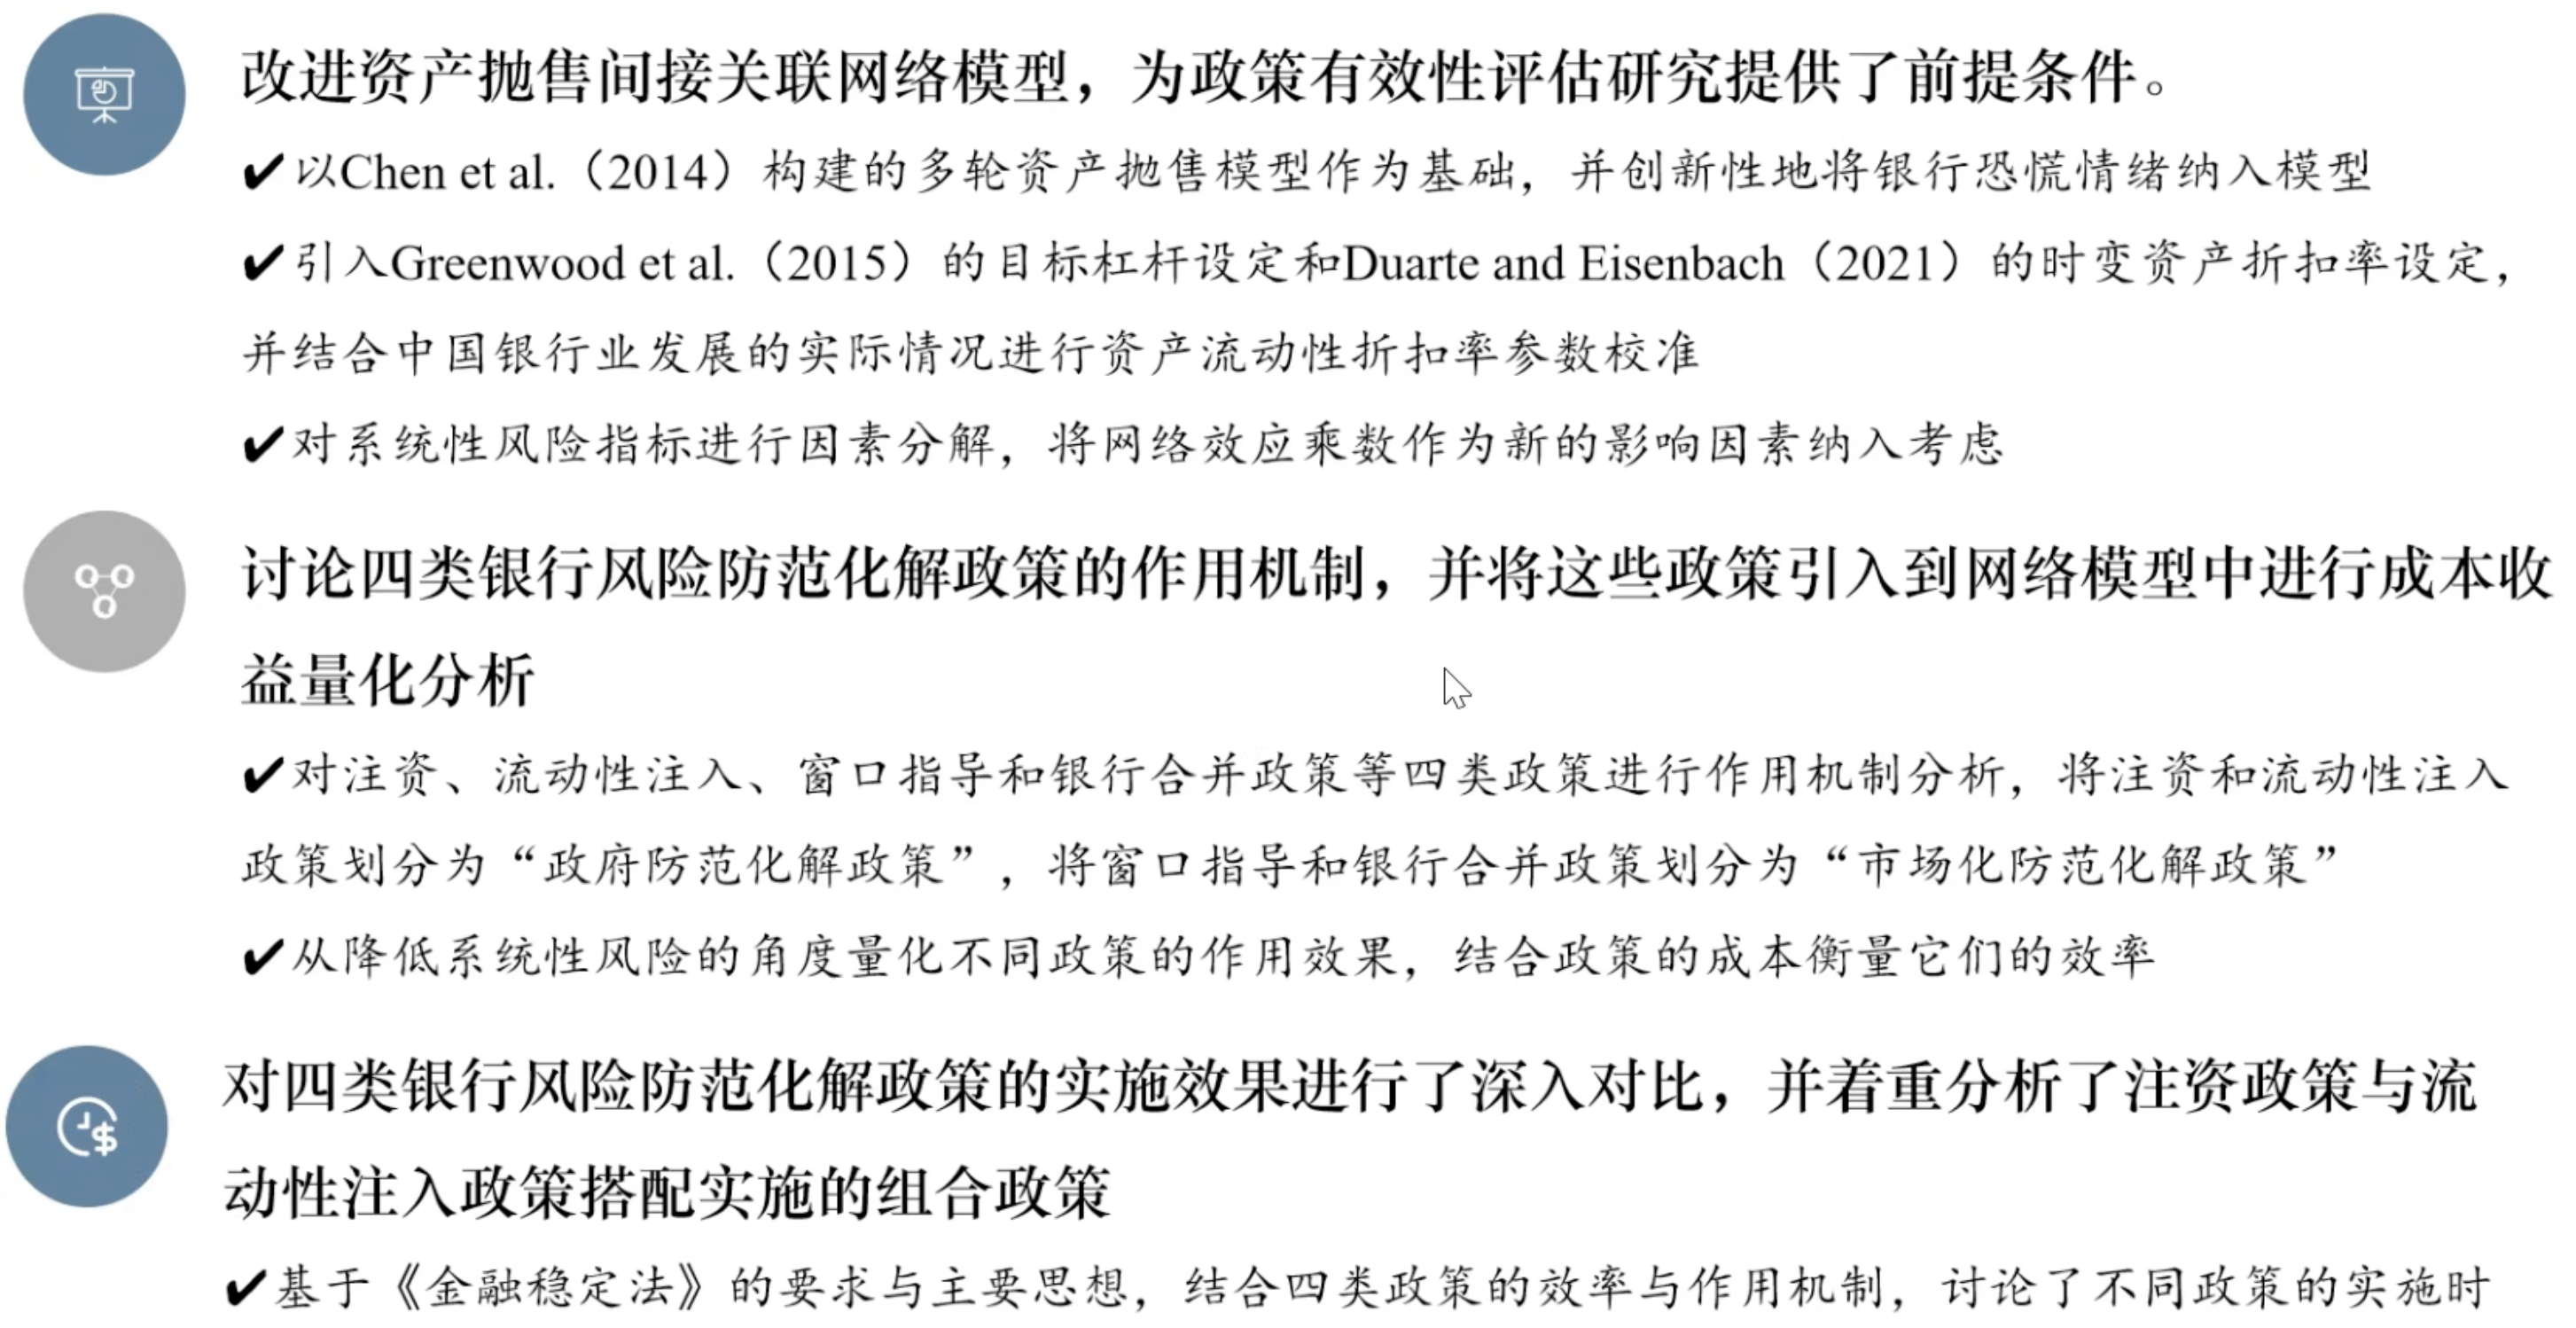 改进资产抛售间接关联网络模型，为政策有效性评估研究提供了前提条件。
✔以Chen et al.（2014）构建的多轮资产抛售模型作为基础，并创新性地将银行恐慌情绪纳入模型
✔引入Greenwood et al.（2015）的目标杠杆设定和Duarte and Eisenbach（2021）的时变资产折扣率设定，
并结合中国银行业发展的实际情况进行资产流动性折扣率参数校准
✔对系统性风险指标进行因素分解，将网络效应乘数作为新的影响因素纳入考虑
讨论四类银行风险防范化解政策的作用机制，并将这些政策引入到网络模型中进行成本收
益量化分析
✔对注资、流动性注入、窗口指导和银行合并政策等四类政策进行作用机制分析，将注资和流动性注入
政策划分为“政府防范化解政策”，将窗口指导和银行合并政策划分为“市场化防范化解政策”
✔从降低系统性风险的角度量化不同政策的作用效果，结合政策的成本衡量它们的效率
对四类银行风险防范化解政策的实施效果进行了深入对比，并着重分析了注资政策与流
动性注入政策搭配实施的组合政策
✔基于《金融稳定法》的要求与主要思想，结合四类政策的效率与作用机制，讨论了不同政策的实施时